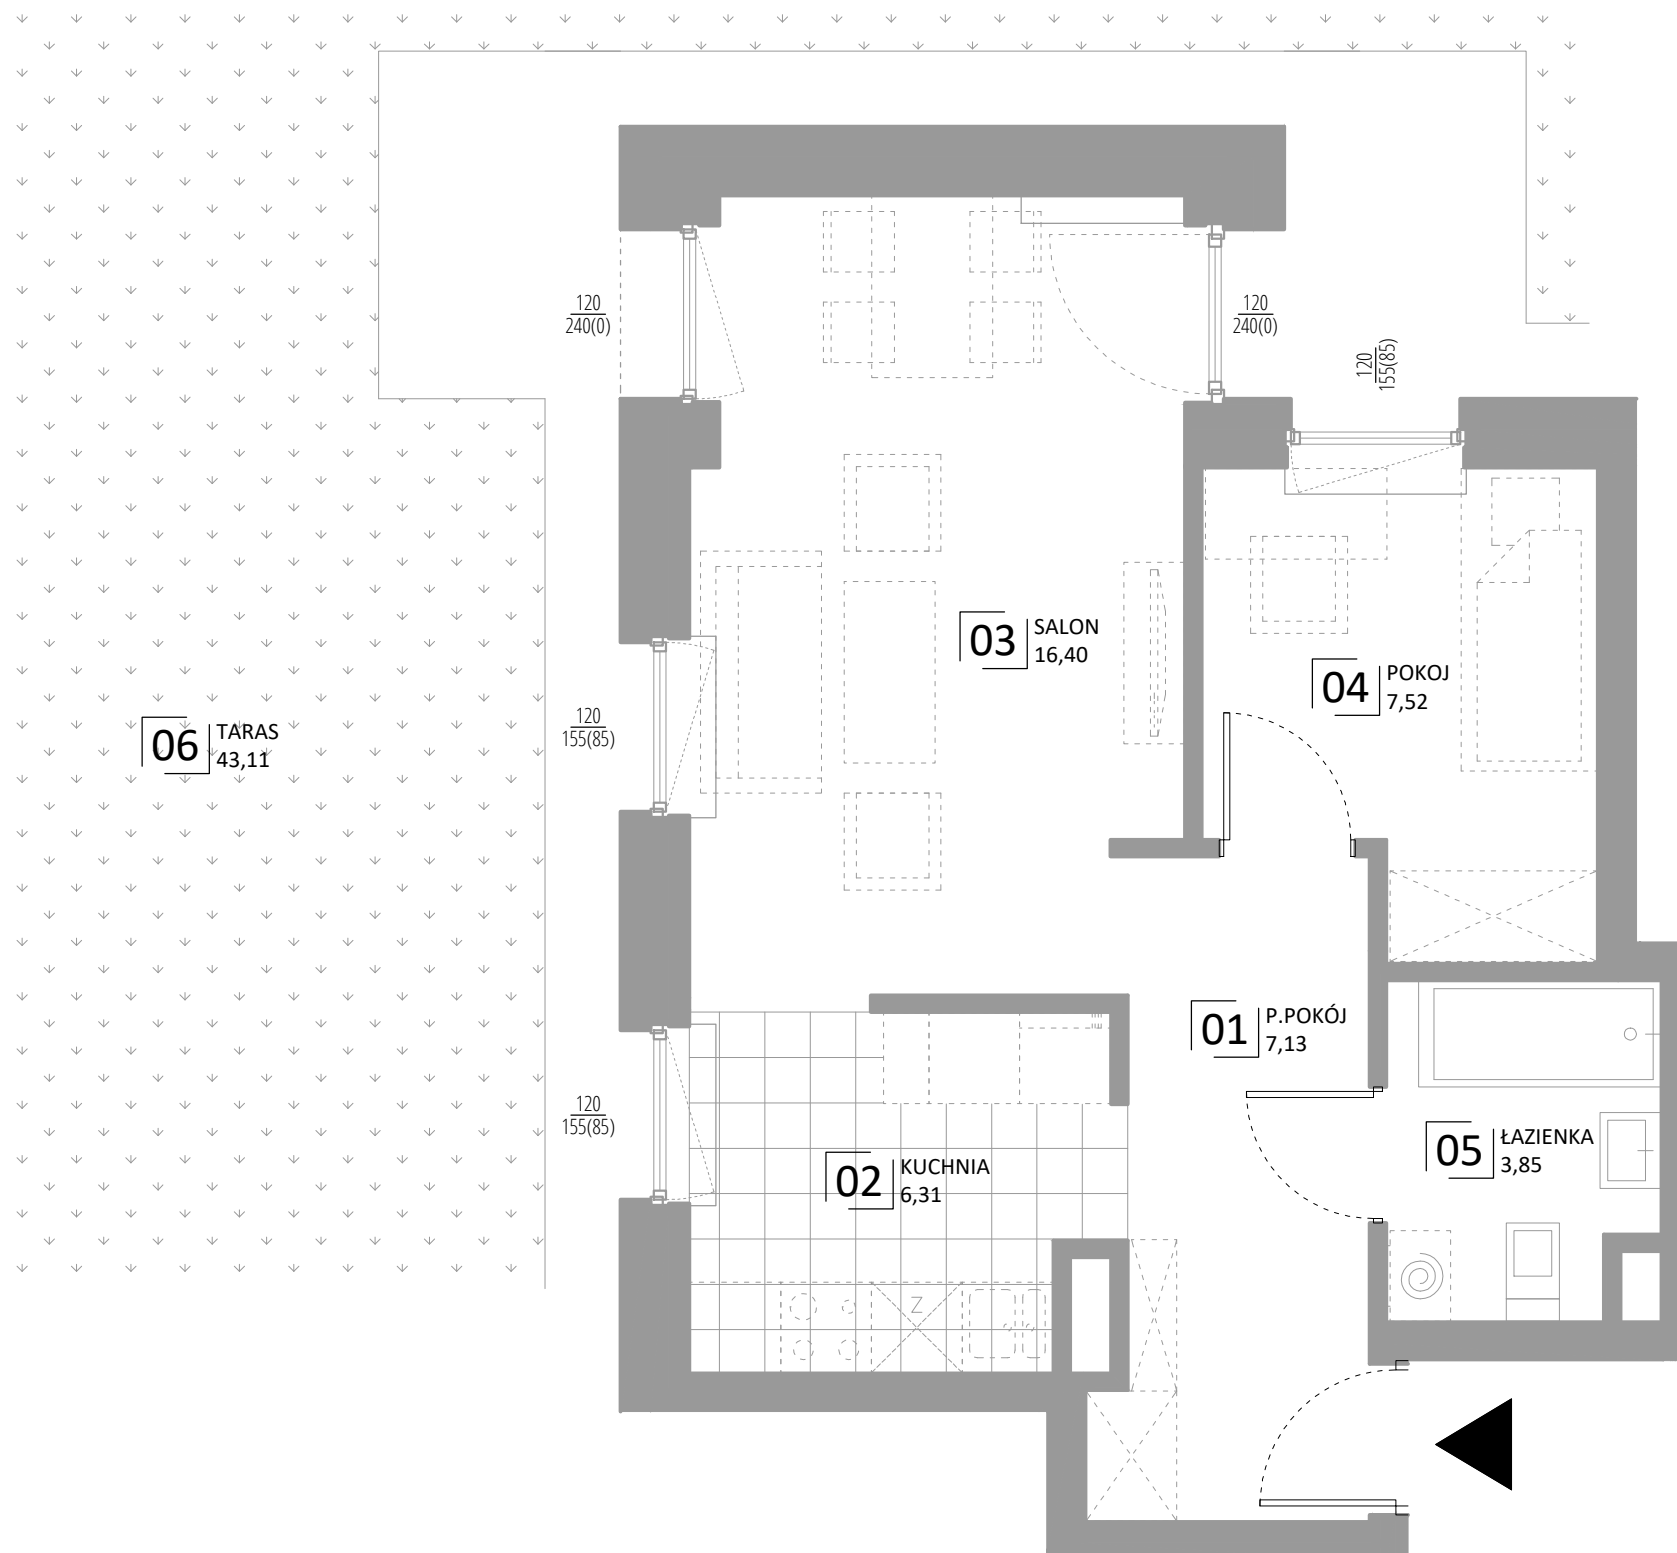 120
240(0)
120
240(0)
120
155(85)
03 SALON
16,40
04 POKOJ
7,52
06 TARAS
43,11
120
155(85)
01 P.POKÓJ
7,13
120
155(85)
02 KUCHNIA
6,31
05 ŁAZIENKA
3,85
Z